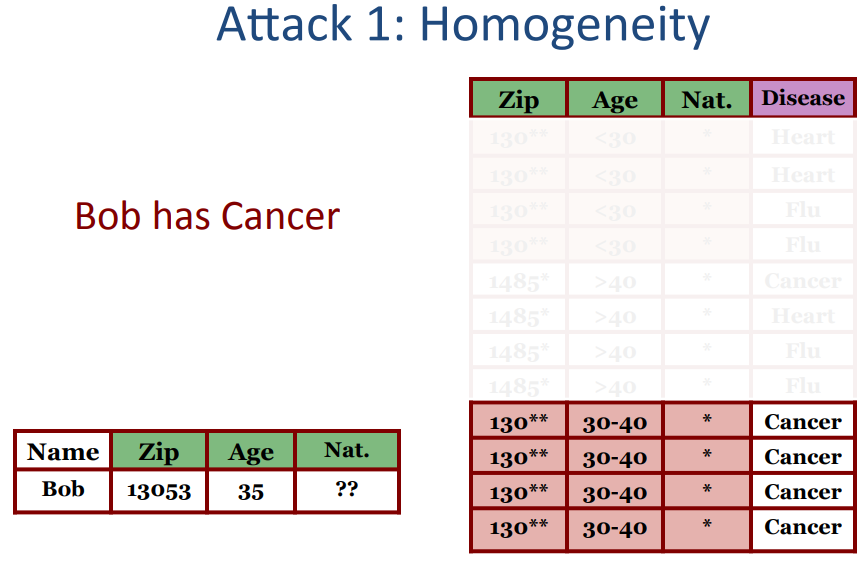 Attack 1: Homogeneity
Zip Age Nat. Disease
130** <30 * Heart
130** <30 * Heart
130** <30 * Flu
130** <30 * Flu
1485* >40 * Cancer
1485* >40 * Heart
1485* >40 * Flu
1485* >40 * Flu
130** 30-40 * Cancer
130** 30-40 * Cancer
130** 30-40 * Cancer
130** 30-40 * Cancer
Bob has Cancer
Name Zip Age Nat.
Bob 13053 35 ??